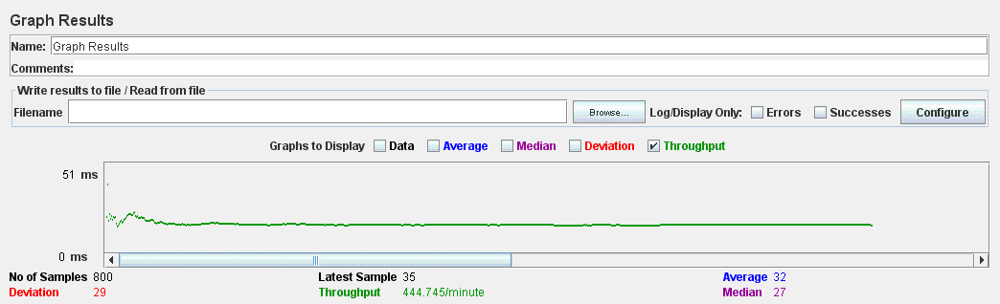 Graph Results
Name: Graph Results
Comments:
Write results to file / Read from file
Filename Browse... Log/Display Only: Errors Successes Configure
Graphs to Display Data Average Median Deviation Throughput
51 ms
0 ms
No of Samples 800 Latest Sample 35 Average 32
Deviation 29 Throughput 444.745/minute Median 27